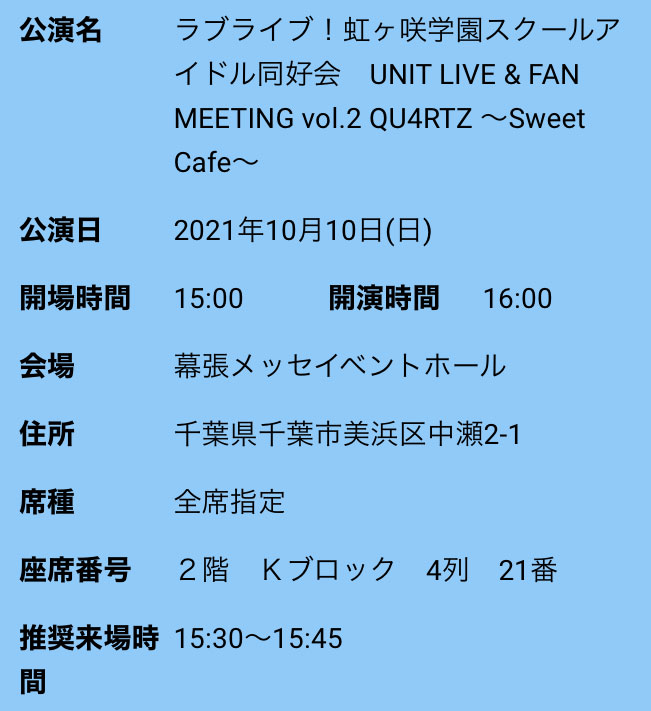 公演名 ラブライブ！虹ヶ咲学園スクールア
イドル同好会　UNIT LIVE & FAN
MEETING vol.2 QU4RTZ ～Sweet
Cafe～
公演日 2021年10月10日(日)
開場時間 15:00 開演時間 16:00
会場 幕張メッセイベントホール
住所 千葉県千葉市美浜区中瀬2-1
席種 全席指定
座席番号 ２階　Ｋブロック　4列　21番
推奨来場時 15:30～15:45
間